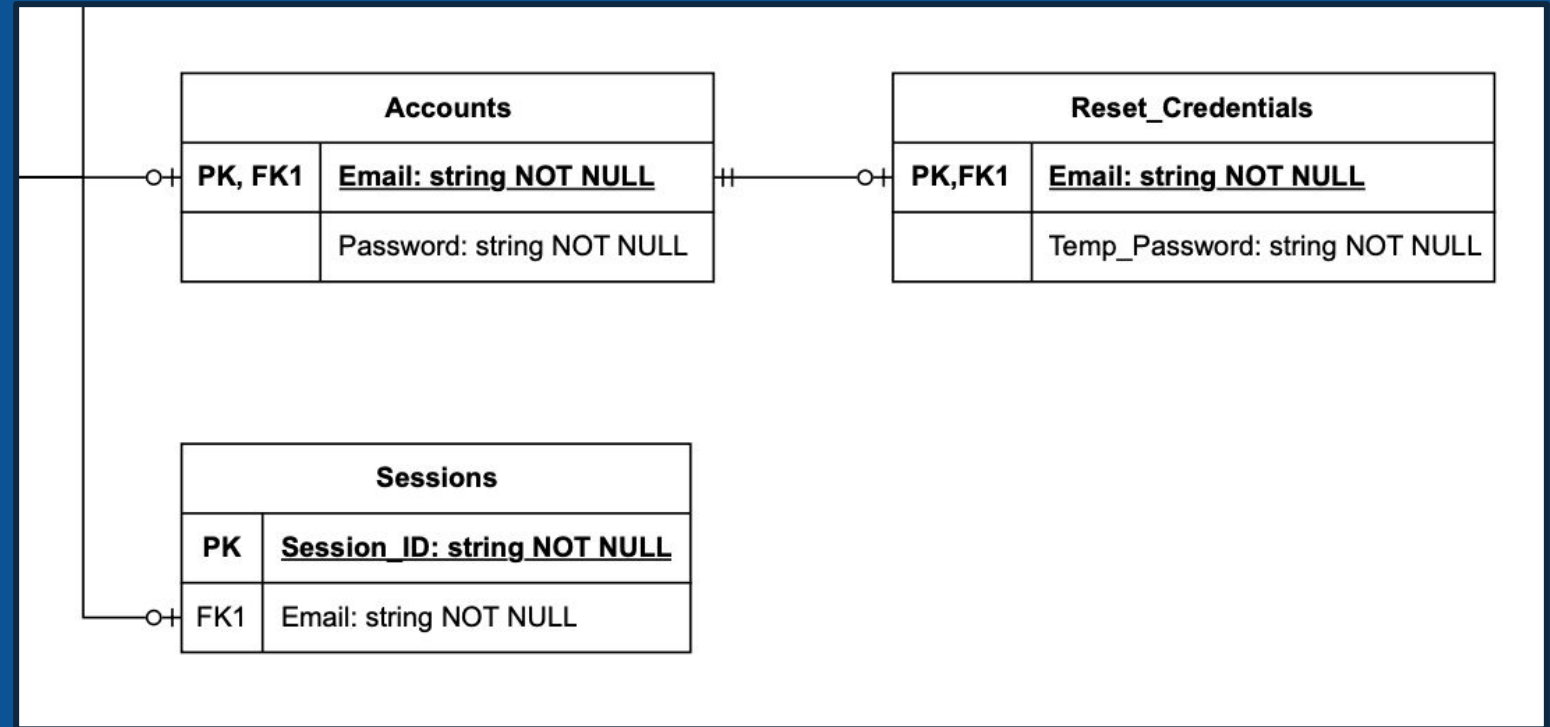 Accounts
PK, FK1 Email: string NOT NULL
Password: string NOT NULL
Reset_Credentials
PK,FK1 Email: string NOT NULL
Temp_Password: string NOT NULL
Sessions
PK Session_ID: string NOT NULL
FK1 Email: string NOT NULL